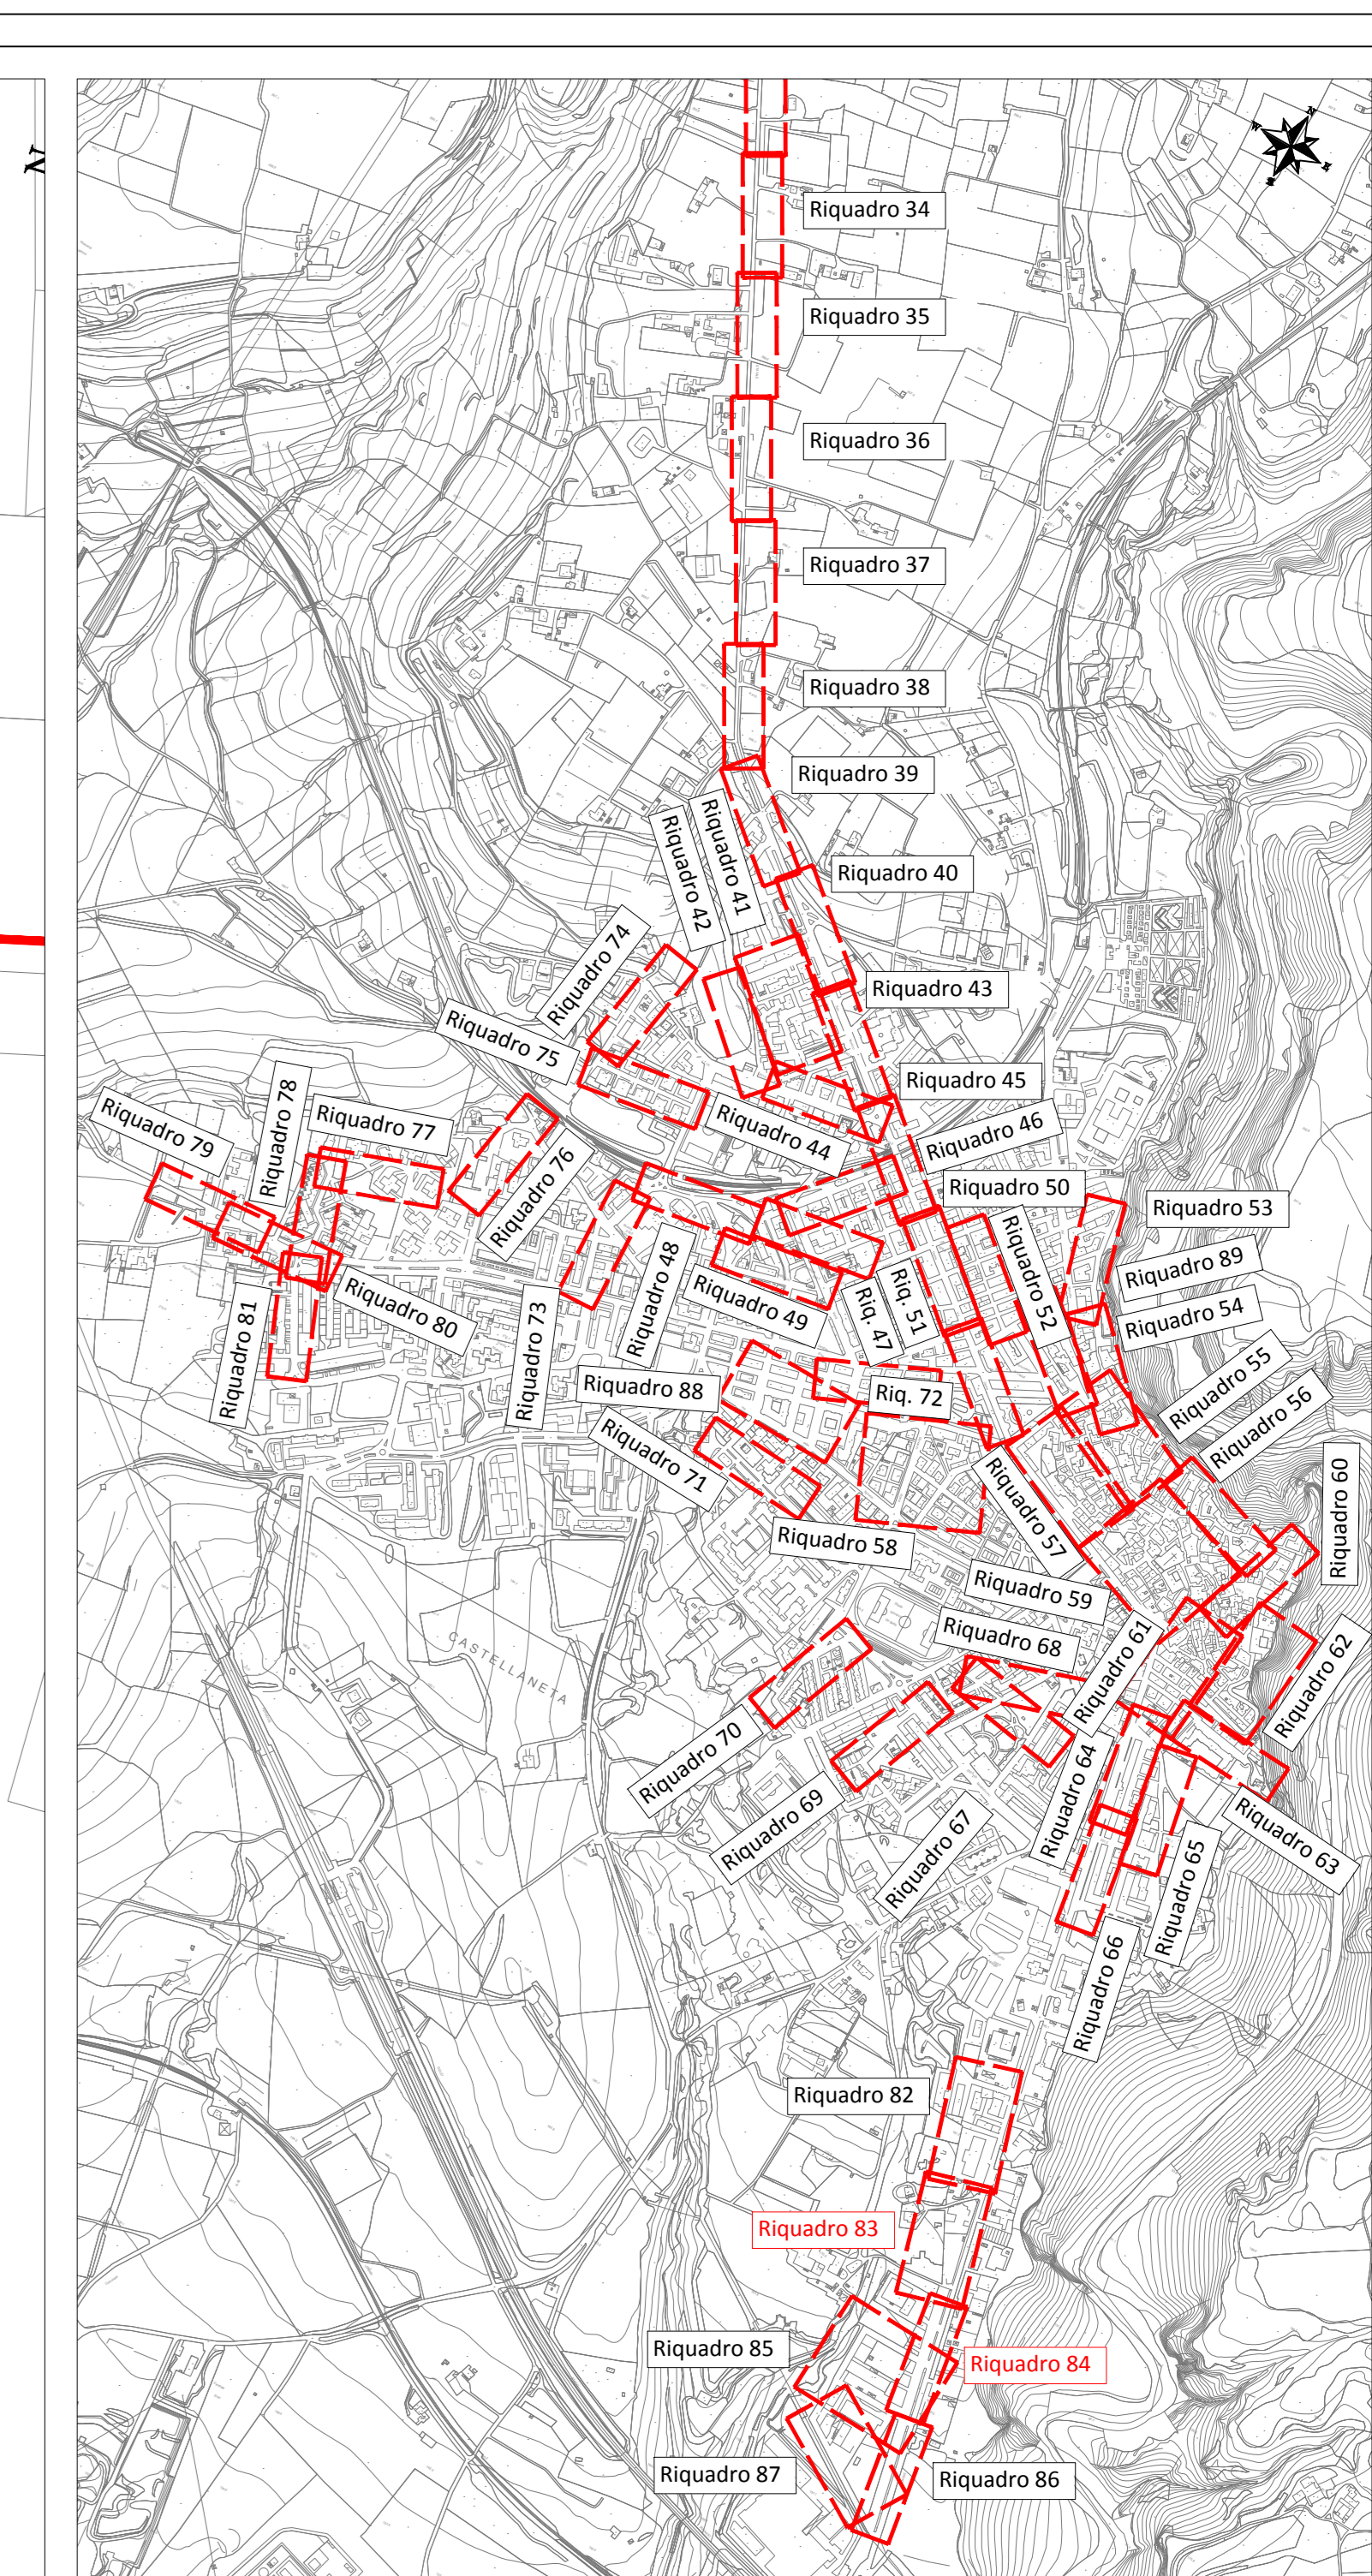 N
N
W
E
S
Riquadro 34
Riquadro 35
Riquadro 36
Riquadro 37
Riquadro 38
Riquadro 39
Riquadro 40
Riquadro 41
Riquadro 42
Riquadro 43
Riquadro 74
Riquadro 75
Riquadro 45
Riquadro 44
Riquadro 46
Riquadro 50
Riquadro 79
Riquadro 78
Riquadro 77
Riquadro 76
Riquadro 53
Riquadro 89
Riquadro 54
Riquadro 52
Riq. 51
Riq. 47
Riquadro 49
Riquadro 48
Riquadro 73
Riquadro 80
Riquadro 81
Riquadro 88
Riq. 72
Riquadro 55
Riquadro 56
Riquadro 71
Riquadro 57
Riquadro 60
Riquadro 58
Riquadro 59
Riquadro 68
Riquadro 61
Riquadro 62
CASTELLANETA
Riquadro 70
Riquadro 69
Riquadro 67
Riquadro 64
Riquadro 63
Riquadro 65
Riquadro 66
Riquadro 82
Riquadro 83
Riquadro 85
Riquadro 84
Riquadro 87
Riquadro 86